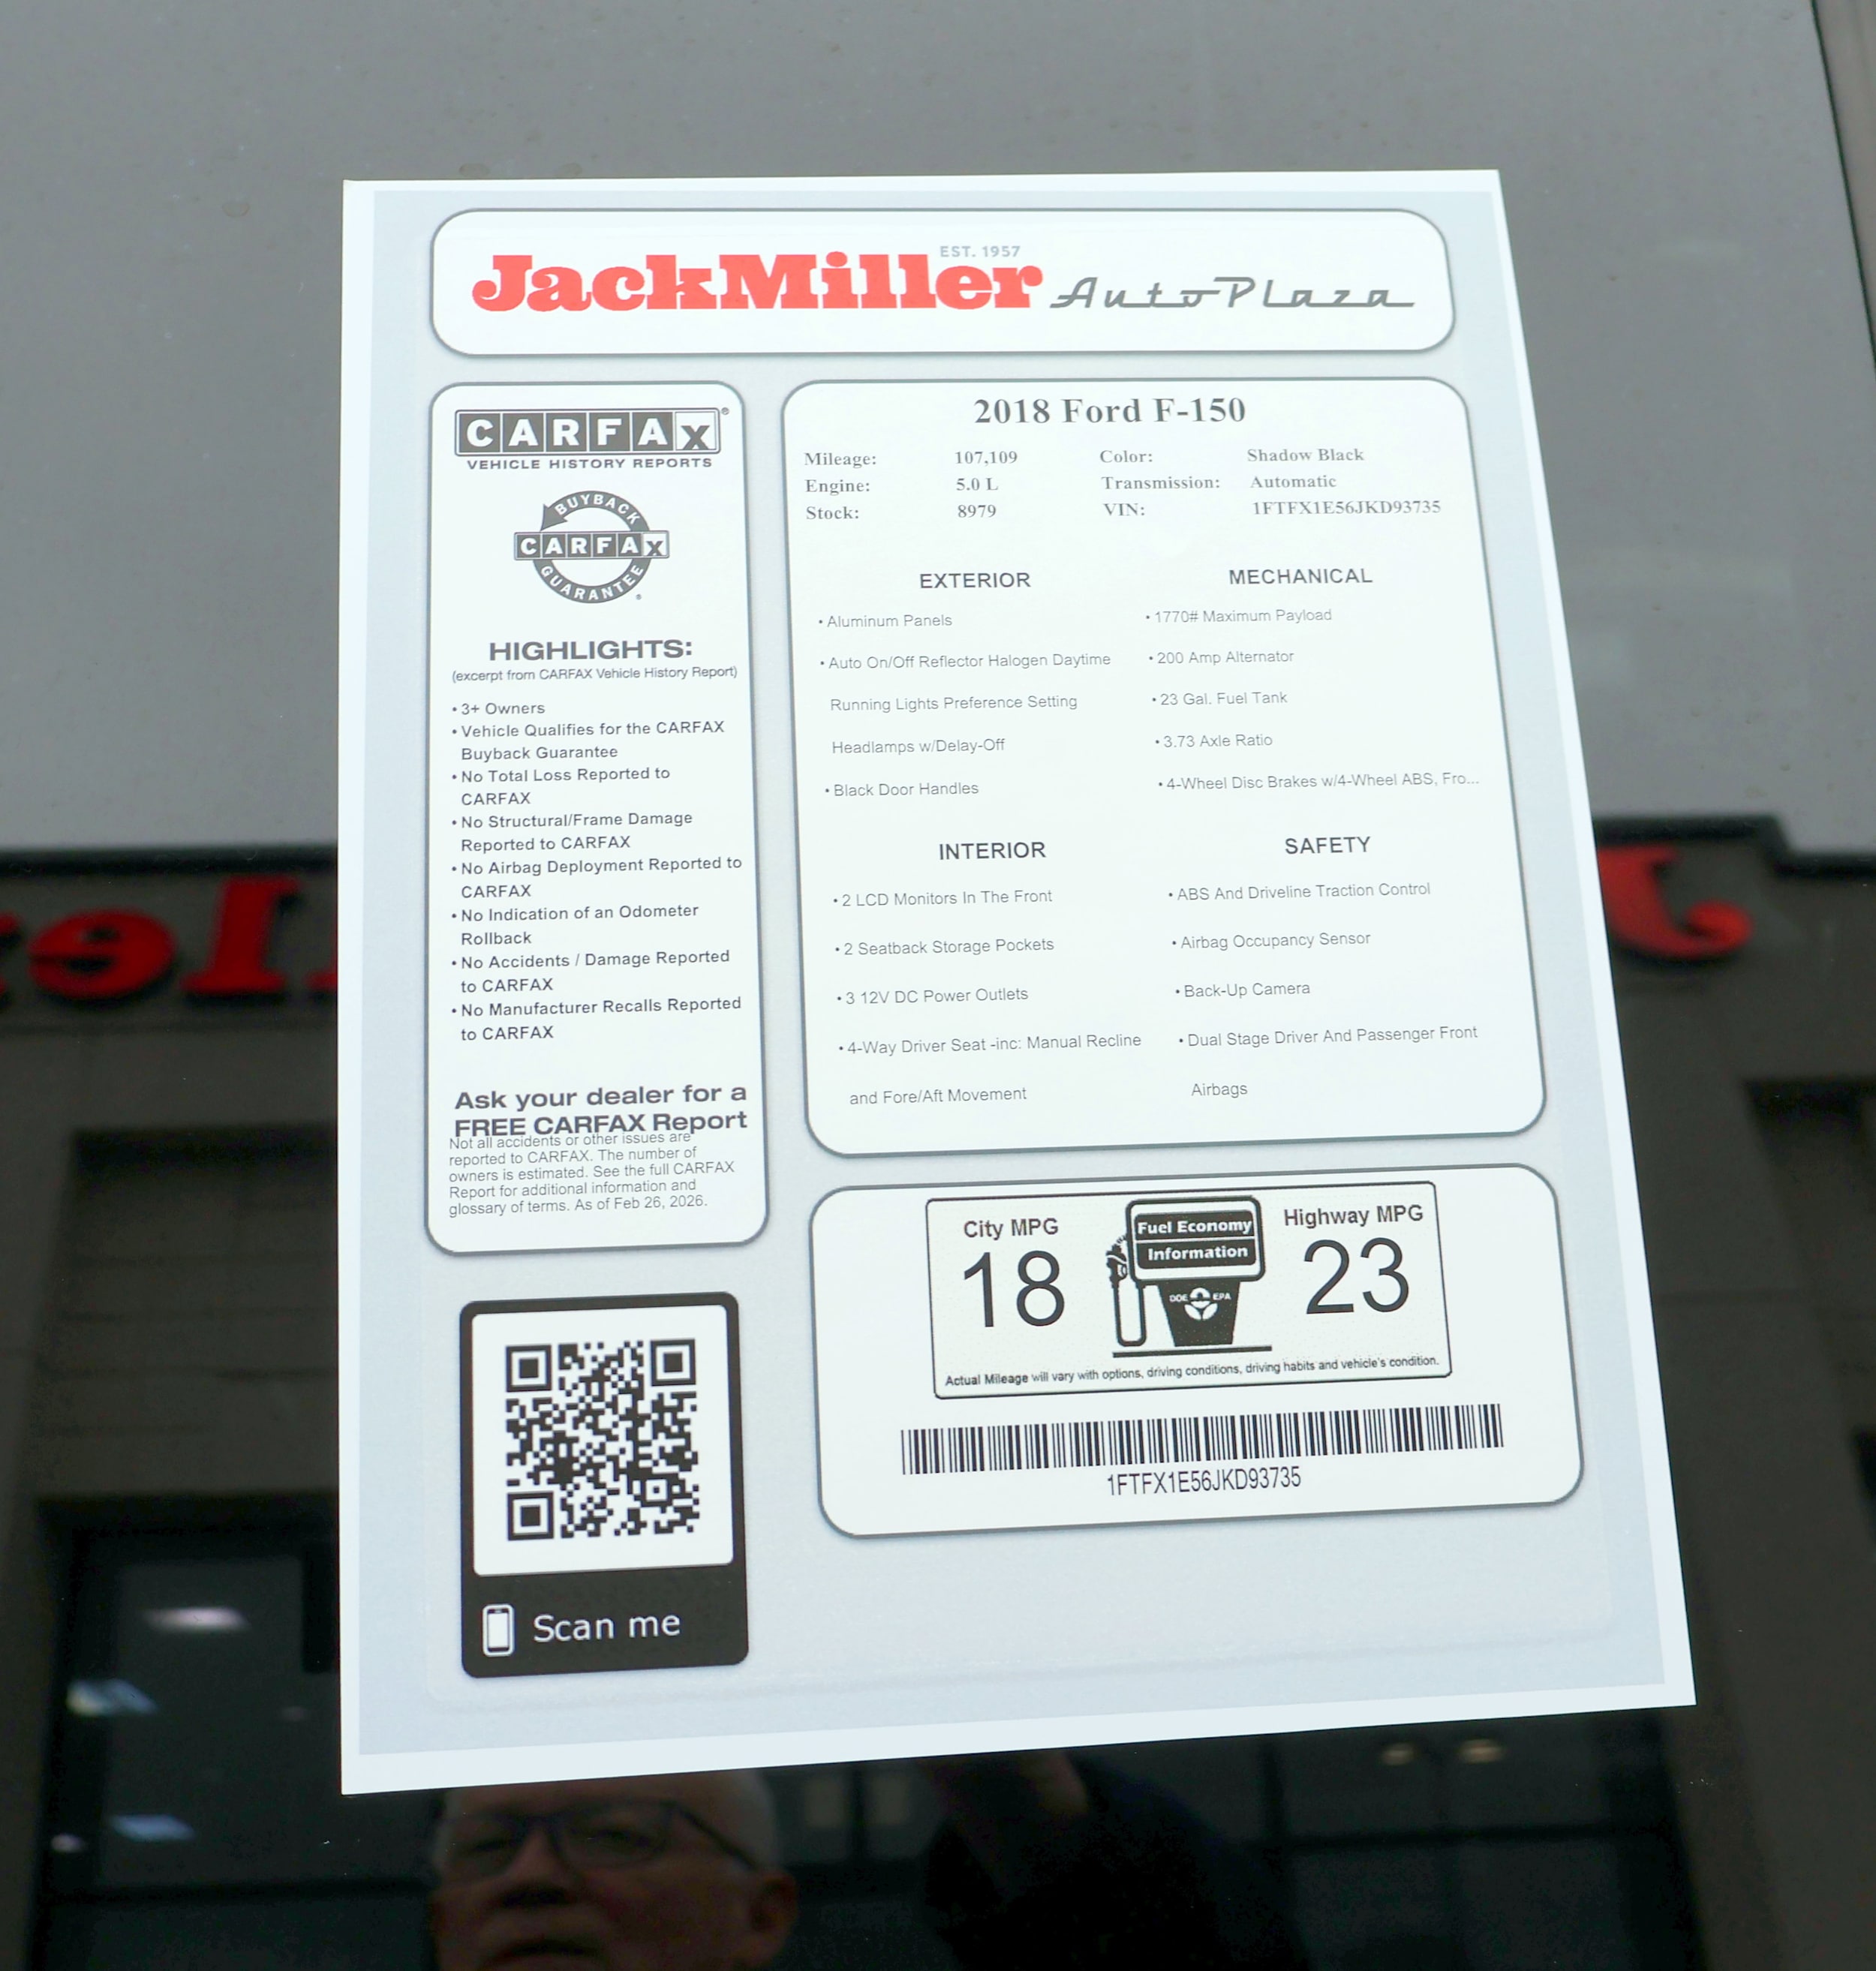 EST. 1957
JackMiller AutoPlaza
CARFAX®
VEHICLE HISTORY REPORTS
BUYBACK
CARFAX
GUARANTEE®
HIGHLIGHTS:
(excerpt from CARFAX Vehicle History Report)
• 3+ Owners
• Vehicle Qualifies for the CARFAX
Buyback Guarantee
• No Total Loss Reported to
CARFAX
• No Structural/Frame Damage
Reported to CARFAX
• No Airbag Deployment Reported to
CARFAX
• No Indication of an Odometer
Rollback
• No Accidents / Damage Reported
to CARFAX
• No Manufacturer Recalls Reported
to CARFAX
Ask your dealer for a
FREE CARFAX Report
Not all accidents or other issues are
reported to CARFAX. The number of
owners is estimated. See the full CARFAX
Report for additional information and
glossary of terms. As of Feb 26, 2026.
Scan me
2018 Ford F-150
Mileage: 107,109 Color: Shadow Black
Engine: 5.0 L Transmission: Automatic
Stock: 8979 VIN: 1FTFX1E56JKD93735
EXTERIOR
• Aluminum Panels
• Auto On/Off Reflector Halogen Daytime
Running Lights Preference Setting
Headlamps w/Delay-Off
• Black Door Handles
MECHANICAL
• 1770# Maximum Payload
• 200 Amp Alternator
• 23 Gal. Fuel Tank
• 3.73 Axle Ratio
• 4-Wheel Disc Brakes w/4-Wheel ABS, Fro...
INTERIOR
• 2 LCD Monitors In The Front
• 2 Seatback Storage Pockets
• 3 12V DC Power Outlets
• 4-Way Driver Seat -inc: Manual Recline
and Fore/Aft Movement
SAFETY
• ABS And Driveline Traction Control
• Airbag Occupancy Sensor
• Back-Up Camera
• Dual Stage Driver And Passenger Front
Airbags
City MPG
18
Fuel Economy
Information
DOE EPA
Highway MPG
23
Actual Mileage will vary with options, driving conditions, driving habits and vehicle's condition.
1FTFX1E56JKD93735